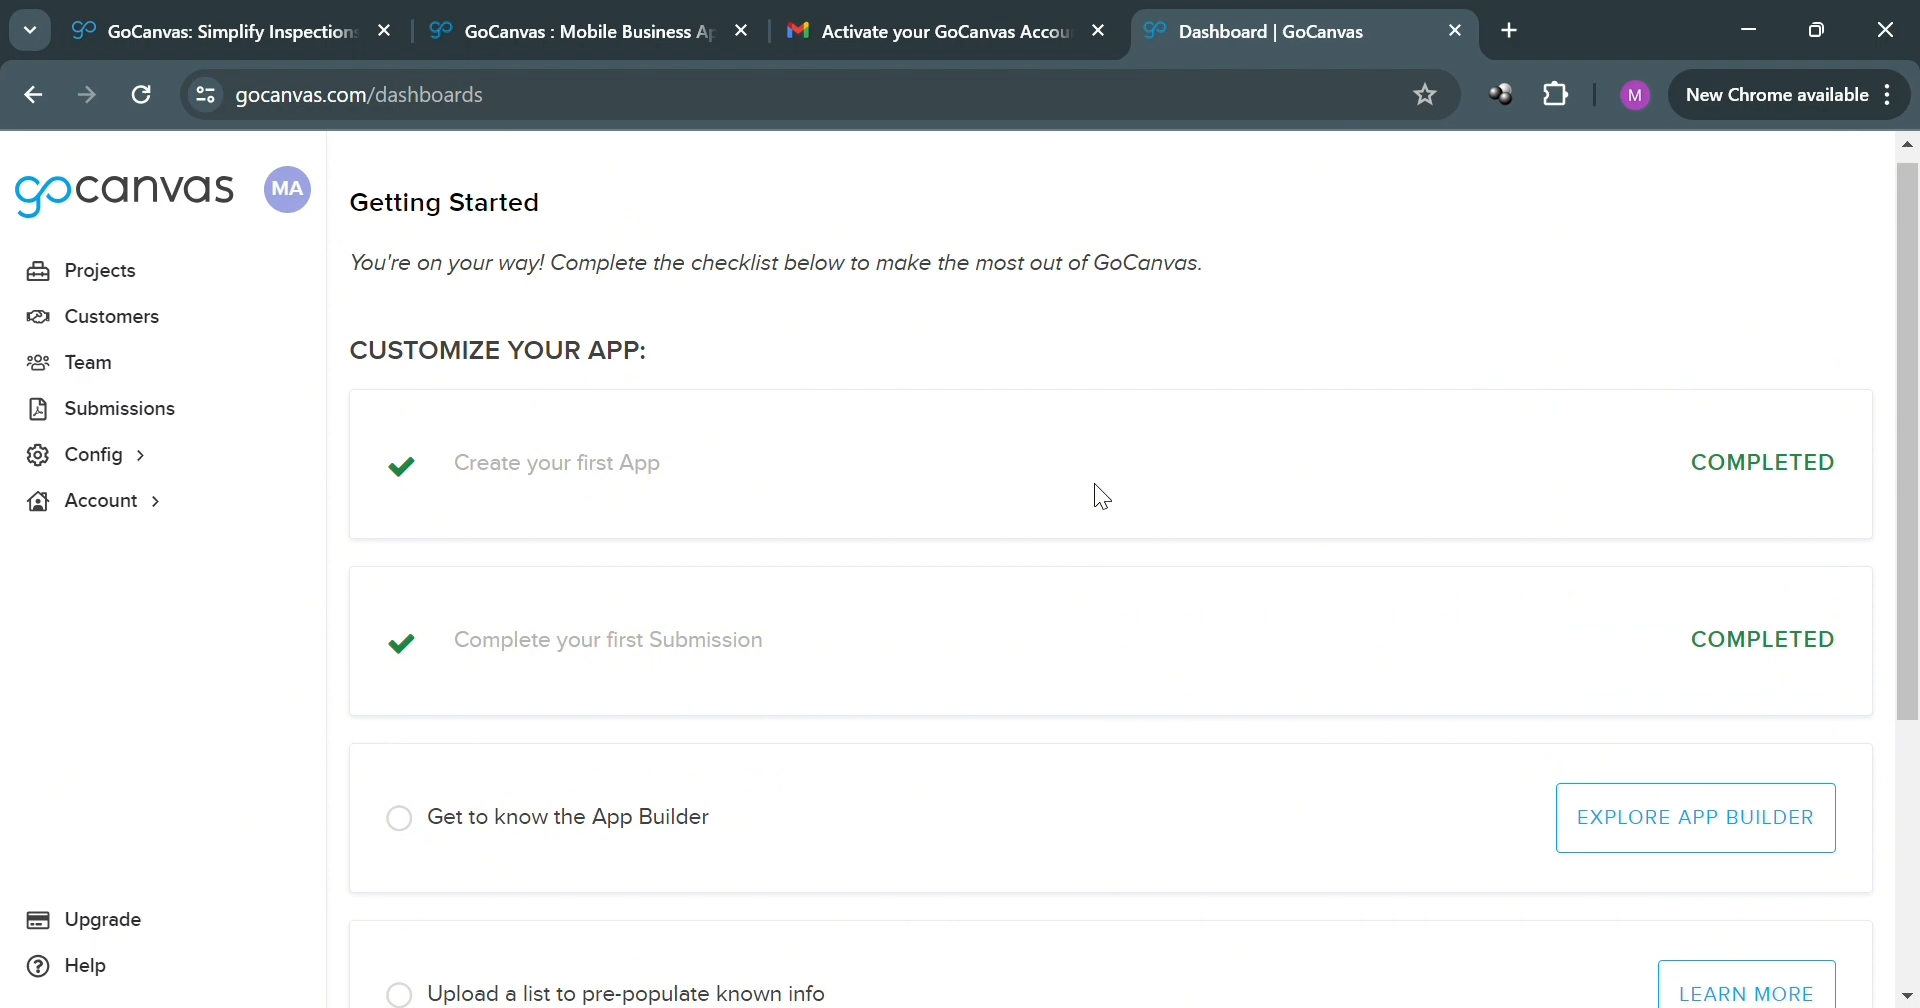 GoCanvas: Simplify Inspection
GoCanvas : Mobile Business Ap
Activate your GoCanvas Accou
Dashboard | GoCanvas
gocanvas.com/dashboards
M
New Chrome available
gocanvas
MA
Projects
Customers
Team
Submissions
Config
Account
Upgrade
Help
Getting Started
You're on your way! Complete the checklist below to make the most out of GoCanvas.
CUSTOMIZE YOUR APP:
Create your first App
COMPLETED
Complete your first Submission
COMPLETED
Get to know the App Builder
EXPLORE APP BUILDER
Upload a list to pre-populate known info
LEARN MORE